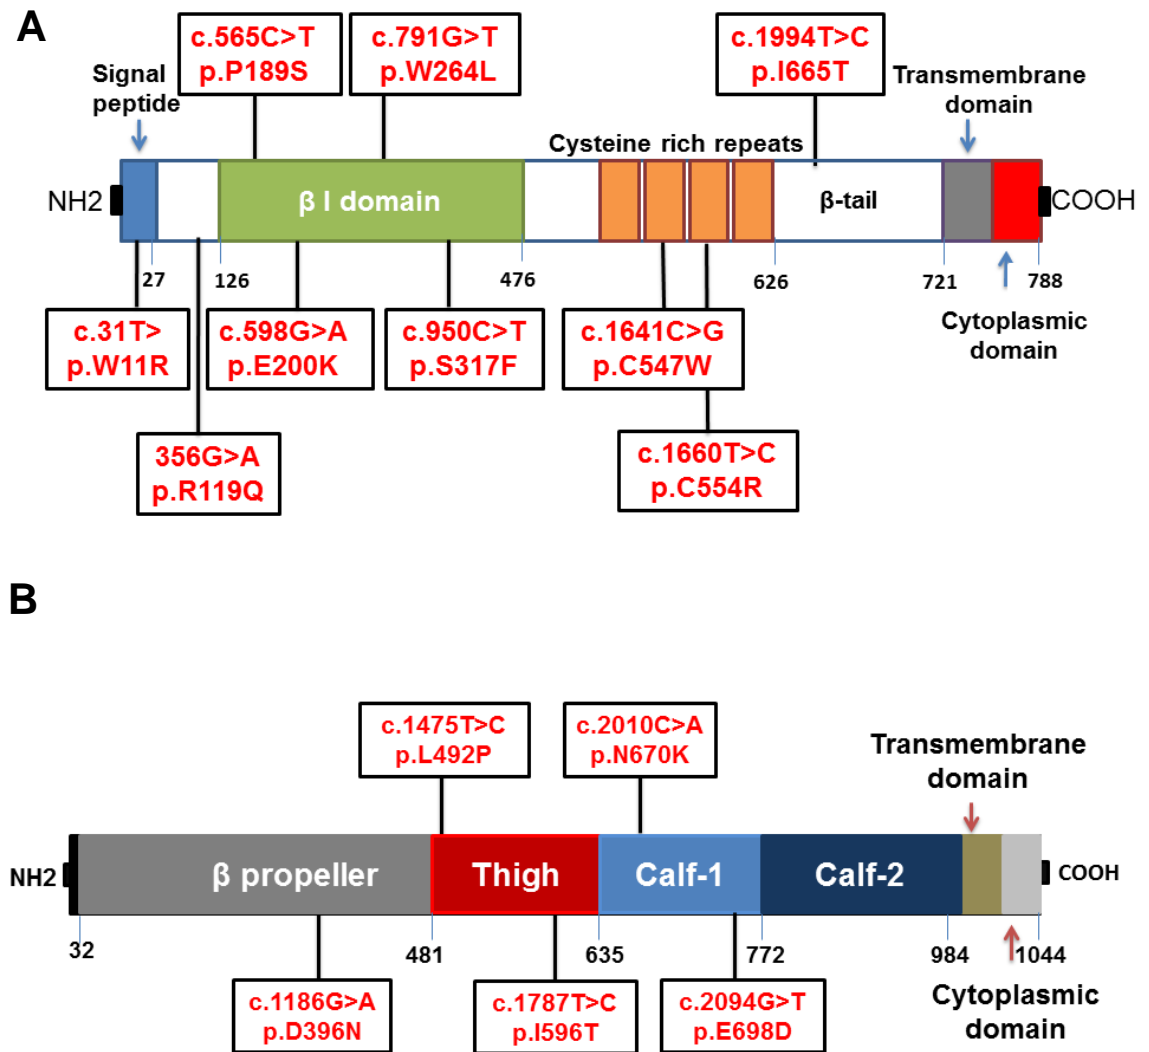 A
c.565C>T
p.P189S
c.791G>T
p.W264L
c.1994T>C
p.I665T
Signal
peptide
Transmembrane
domain
Cysteine rich repeats
NH2
β I domain
β-tail
COOH
27
126
476
626
721
788
c.31T>
p.W11R
c.598G>A
p.E200K
c.950C>T
p.S317F
c.1641C>G
p.C547W
Cytoplasmic
domain
356G>A
p.R119Q
c.1660T>C
p.C554R
B
c.1475T>C
p.L492P
c.2010C>A
p.N670K
Transmembrane
domain
NH2
β propeller
Thigh
Calf-1
Calf-2
COOH
32
481
635
772
984
1044
c.1186G>A
p.D396N
c.1787T>C
p.I596T
c.2094G>T
p.E698D
Cytoplasmic
domain